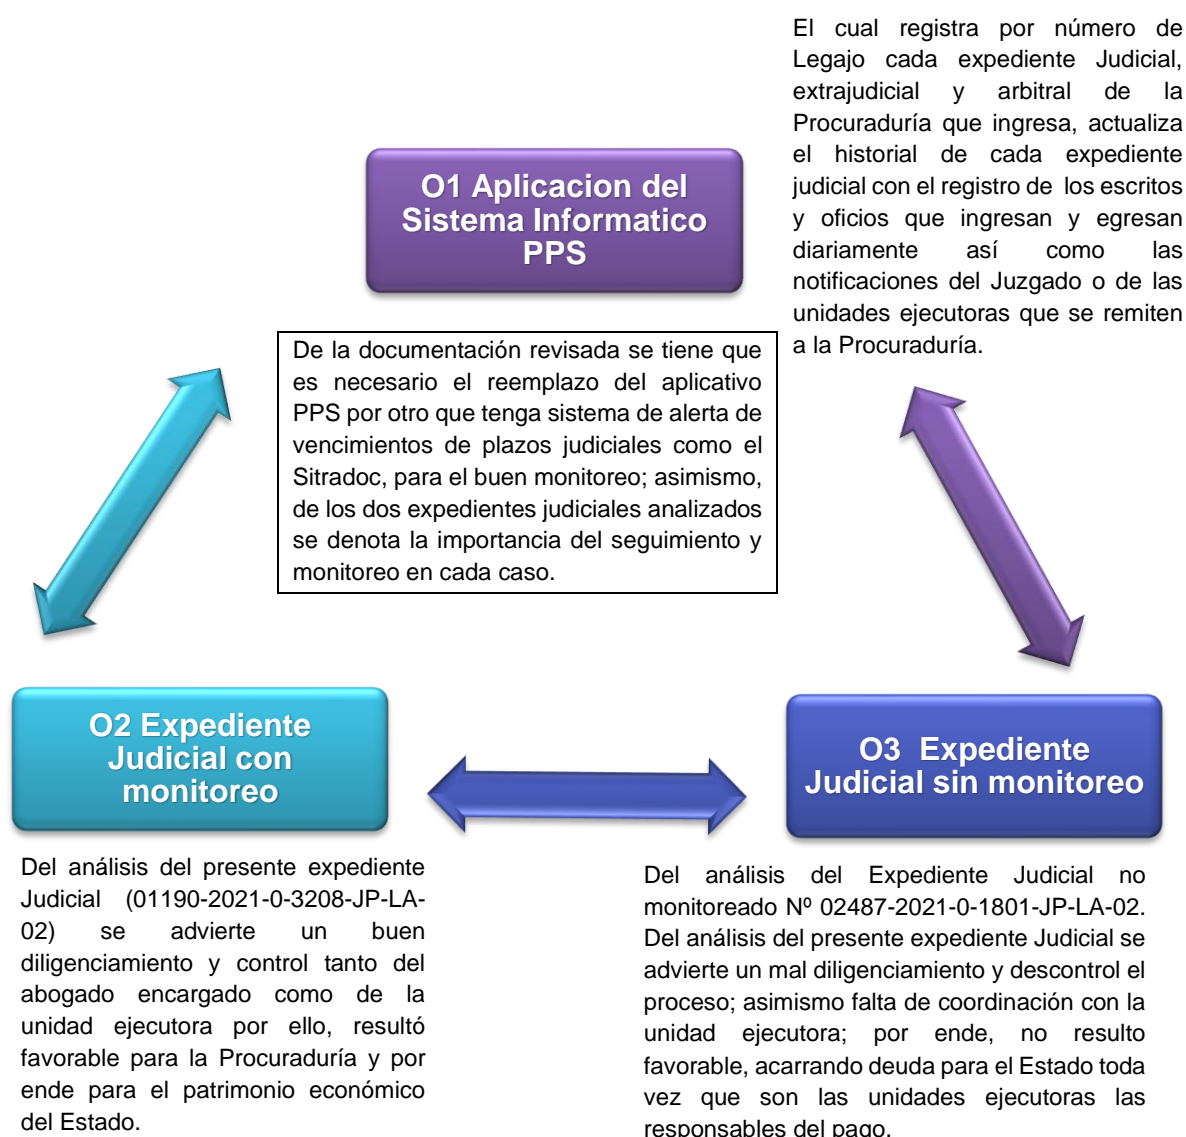 El cual registra por número de
Legajo cada expediente Judicial,
extrajudicial y arbitral de la
Procuraduría que ingresa, actualiza
el historial de cada expediente
judicial con el registro de los escritos
y oficios que ingresan y egresan
diariamente así como las
notificaciones del Juzgado o de las
unidades ejecutoras que se remiten
a la Procuraduría.
O1 Aplicacion del
Sistema Informatico
PPS
De la documentación revisada se tiene que
es necesario el reemplazo del aplicativo
PPS por otro que tenga sistema de alerta de
vencimientos de plazos judiciales como el
Sitradoc, para el buen monitoreo; asimismo,
de los dos expedientes judiciales analizados
se denota la importancia del seguimiento y
monitoreo en cada caso.
O2 Expediente
Judicial con
monitoreo
O3 Expediente
Judicial sin monitoreo
Del análisis del presente expediente
Judicial (01190-2021-0-3208-JP-LA-
02) se advierte un buen
diligenciamiento y control tanto del
abogado encargado como de la
unidad ejecutora por ello, resultó
favorable para la Procuraduría y por
ende para el patrimonio económico
del Estado.
Del análisis del Expediente Judicial no
monitoreado Nº 02487-2021-0-1801-JP-LA-02.
Del análisis del presente expediente Judicial se
advierte un mal diligenciamiento y descontrol el
proceso; asimismo falta de coordinación con la
unidad ejecutora; por ende, no resulto
favorable, acarrando deuda para el Estado toda
vez que son las unidades ejecutoras las
responsables del pago.